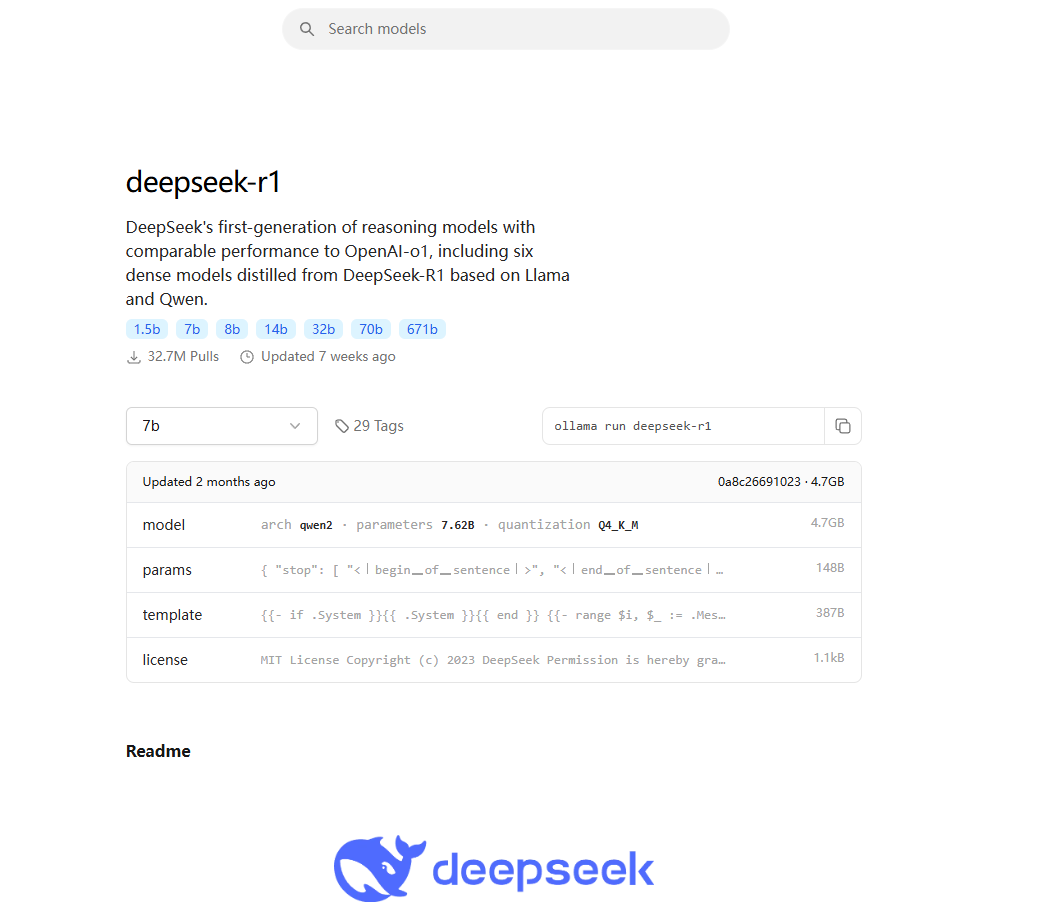 Search models
deepseek-r1
DeepSeek's first-generation of reasoning models with
comparable performance to OpenAI-o1, including six
dense models distilled from DeepSeek-R1 based on Llama
and Qwen.
1.5b 7b 8b 14b 32b 70b 671b
32.7M Pulls Updated 7 weeks ago
7b 29 Tags ollama run deepseek-r1
Updated 2 months ago 0a8c26691023 · 4.7GB
model arch qwen2 · parameters 7.62B · quantization Q4_K_M 4.7GB
params { "stop": [ "<｜begin▁of▁sentence｜>", "<｜end▁of▁sentence｜… 148B
template {{- if .System }}{{ .System }}{{ end }} {{- range $i, $_ := .Mes… 387B
license MIT License Copyright (c) 2023 DeepSeek Permission is hereby gra… 1.1kB
Readme
deepseek